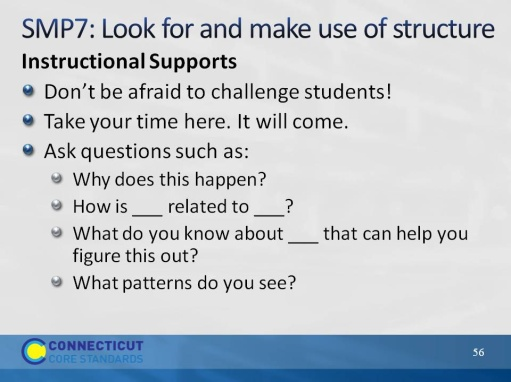 SMP7: Look for and make use of structure
Instructional Supports
Don't be afraid to challenge students!
Take your time here. It will come.
Ask questions such as:
Why does this happen?
How is ___ related to ___?
What do you know about ___ that can help you
figure this out?
What patterns do you see?
CONNECTICUT
CORE STANDARDS
56